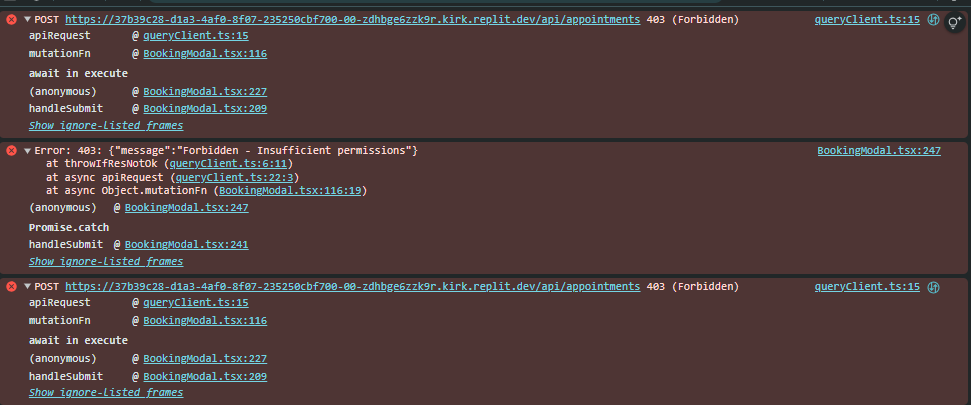 POST https://37b39c28-d1a3-4af0-8f07-235250cbf700-00-zdhbge6zzk9r.kirk.replit.dev/api/appointments 403 (Forbidden) queryClient.ts:15
apiRequest @ queryClient.ts:15
mutationFn @ BookingModal.tsx:116
await in execute
(anonymous) @ BookingModal.tsx:227
handleSubmit @ BookingModal.tsx:209
Show ignore-listed frames
Error: 403: {"message":"Forbidden - Insufficient permissions"} BookingModal.tsx:247
at throwIfResNotOk (queryClient.ts:6:11)
at async apiRequest (queryClient.ts:22:3)
at async Object.mutationFn (BookingModal.tsx:116:19)
(anonymous) @ BookingModal.tsx:247
Promise.catch
handleSubmit @ BookingModal.tsx:241
Show ignore-listed frames
POST https://37b39c28-d1a3-4af0-8f07-235250cbf700-00-zdhbge6zzk9r.kirk.replit.dev/api/appointments 403 (Forbidden) queryClient.ts:15
apiRequest @ queryClient.ts:15
mutationFn @ BookingModal.tsx:116
await in execute
(anonymous) @ BookingModal.tsx:227
handleSubmit @ BookingModal.tsx:209
Show ignore-listed frames